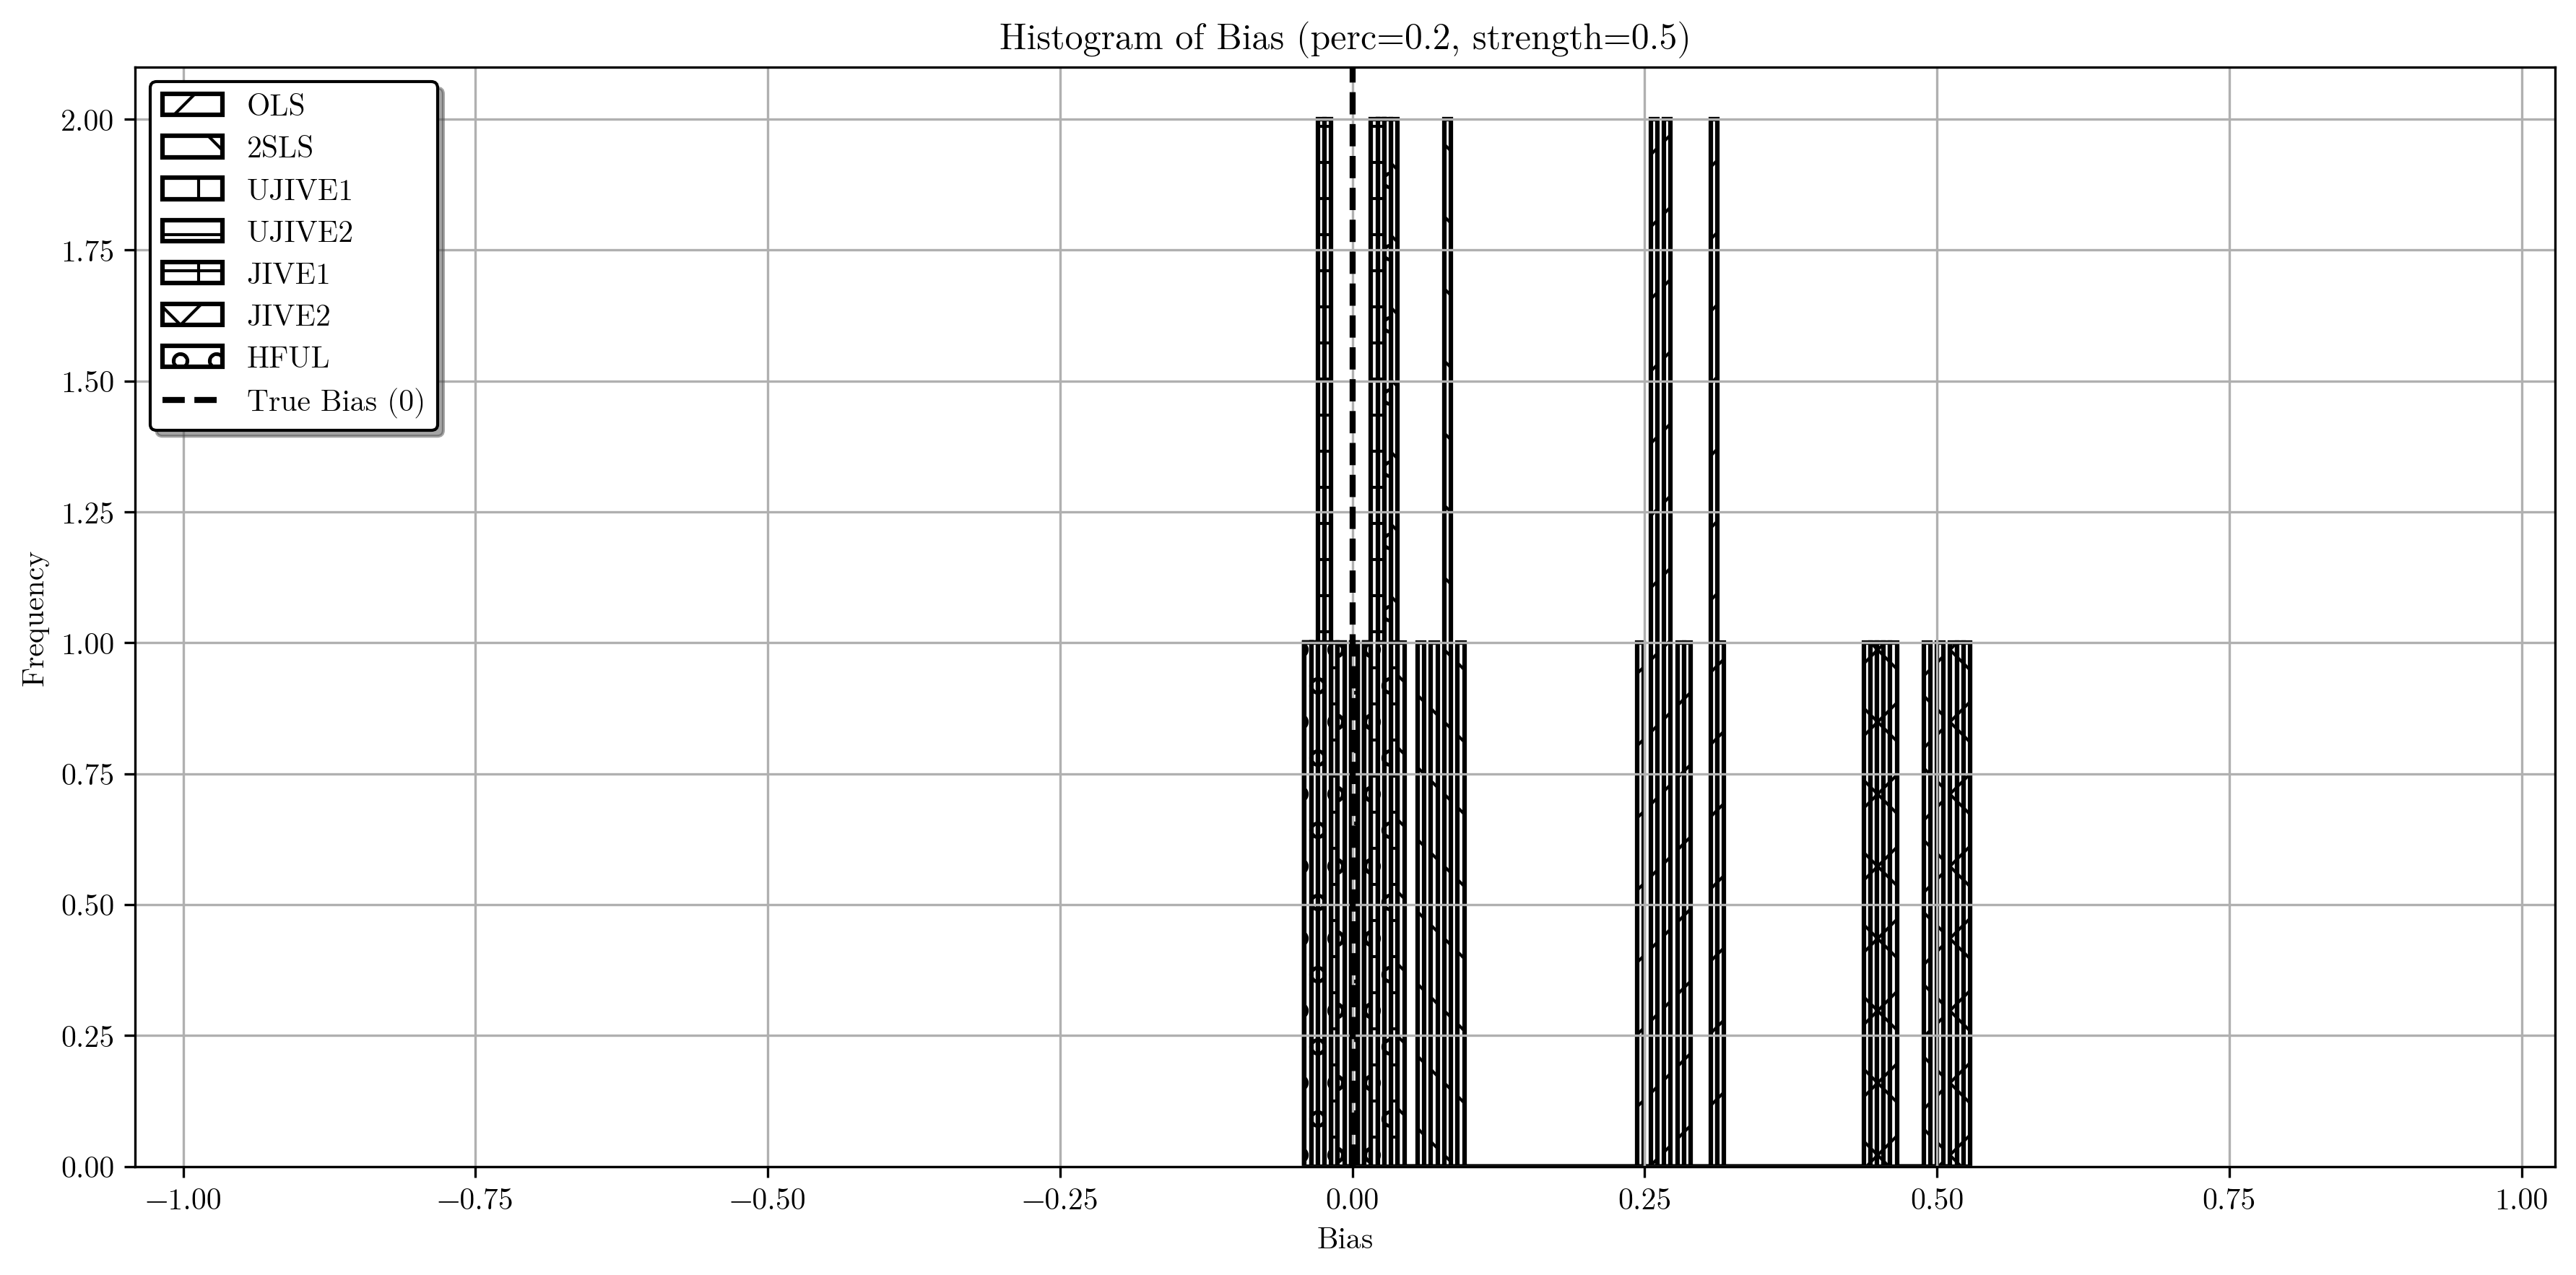 Histogram of Bias (perc=0.2, strength=0.5)
OLS
2SLS
UJIVE1
UJIVE2
JIVE1
JIVE2
HFUL
True Bias (0)
2.00
1.75
1.50
1.25
1.00
0.75
0.50
0.25
0.00
Frequency
−1.00 −0.75 −0.50 −0.25 0.00 0.25 0.50 0.75 1.00
Bias